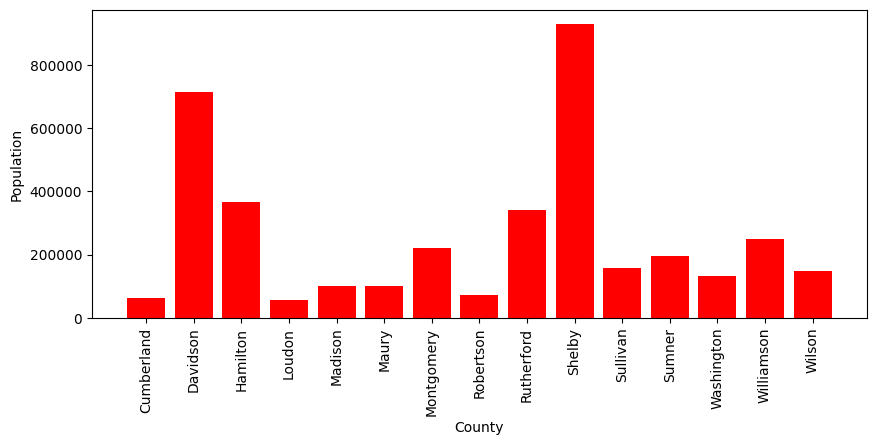 Population
800000
600000
400000
200000
0
Cumberland
Davidson
Hamilton
Loudon
Madison
Maury
Montgomery
Robertson
Rutherford
Shelby
Sullivan
Sumner
Washington
Williamson
Wilson
County